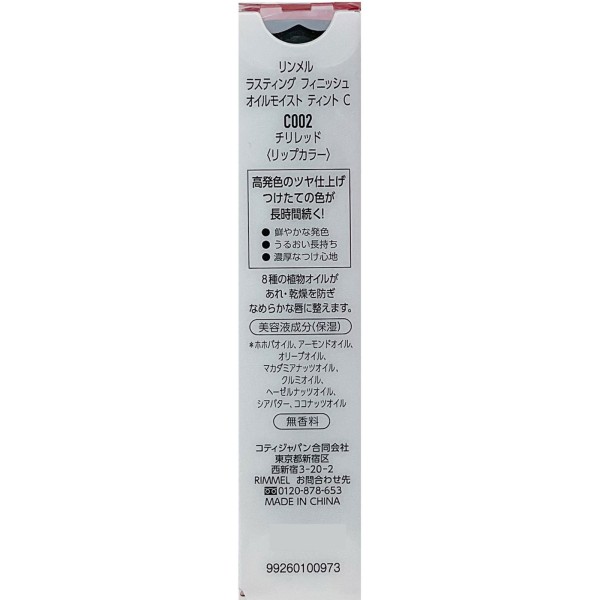 リンメル
ラスティング フィニッシュ
オイルモイスト ティント C
C002
チリレッド
〈リップカラー〉
高発色のツヤ仕上げ
つけたての色が
長時間続く!
● 鮮やかな発色
● うるおい長持ち
● 濃厚なつけ心地
8種の植物オイルが
あれ・乾燥を防ぎ
なめらかな唇に整えます。
美容液成分(保湿)
*ホホバオイル、アーモンドオイル、
オリーブオイル、
マカダミアナッツオイル、
クルミオイル、
ヘーゼルナッツオイル、
シアバター、ココナッツオイル
無香料
コティジャパン合同会社
東京都新宿区
西新宿3-20-2
RIMMEL お問合わせ先
0120-878-653
MADE IN CHINA
99260100973